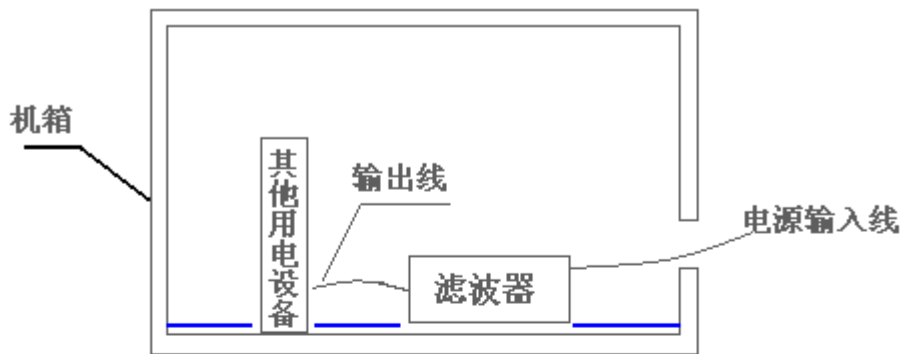 机箱
其他用电设备
输出线
电源输入线
滤波器